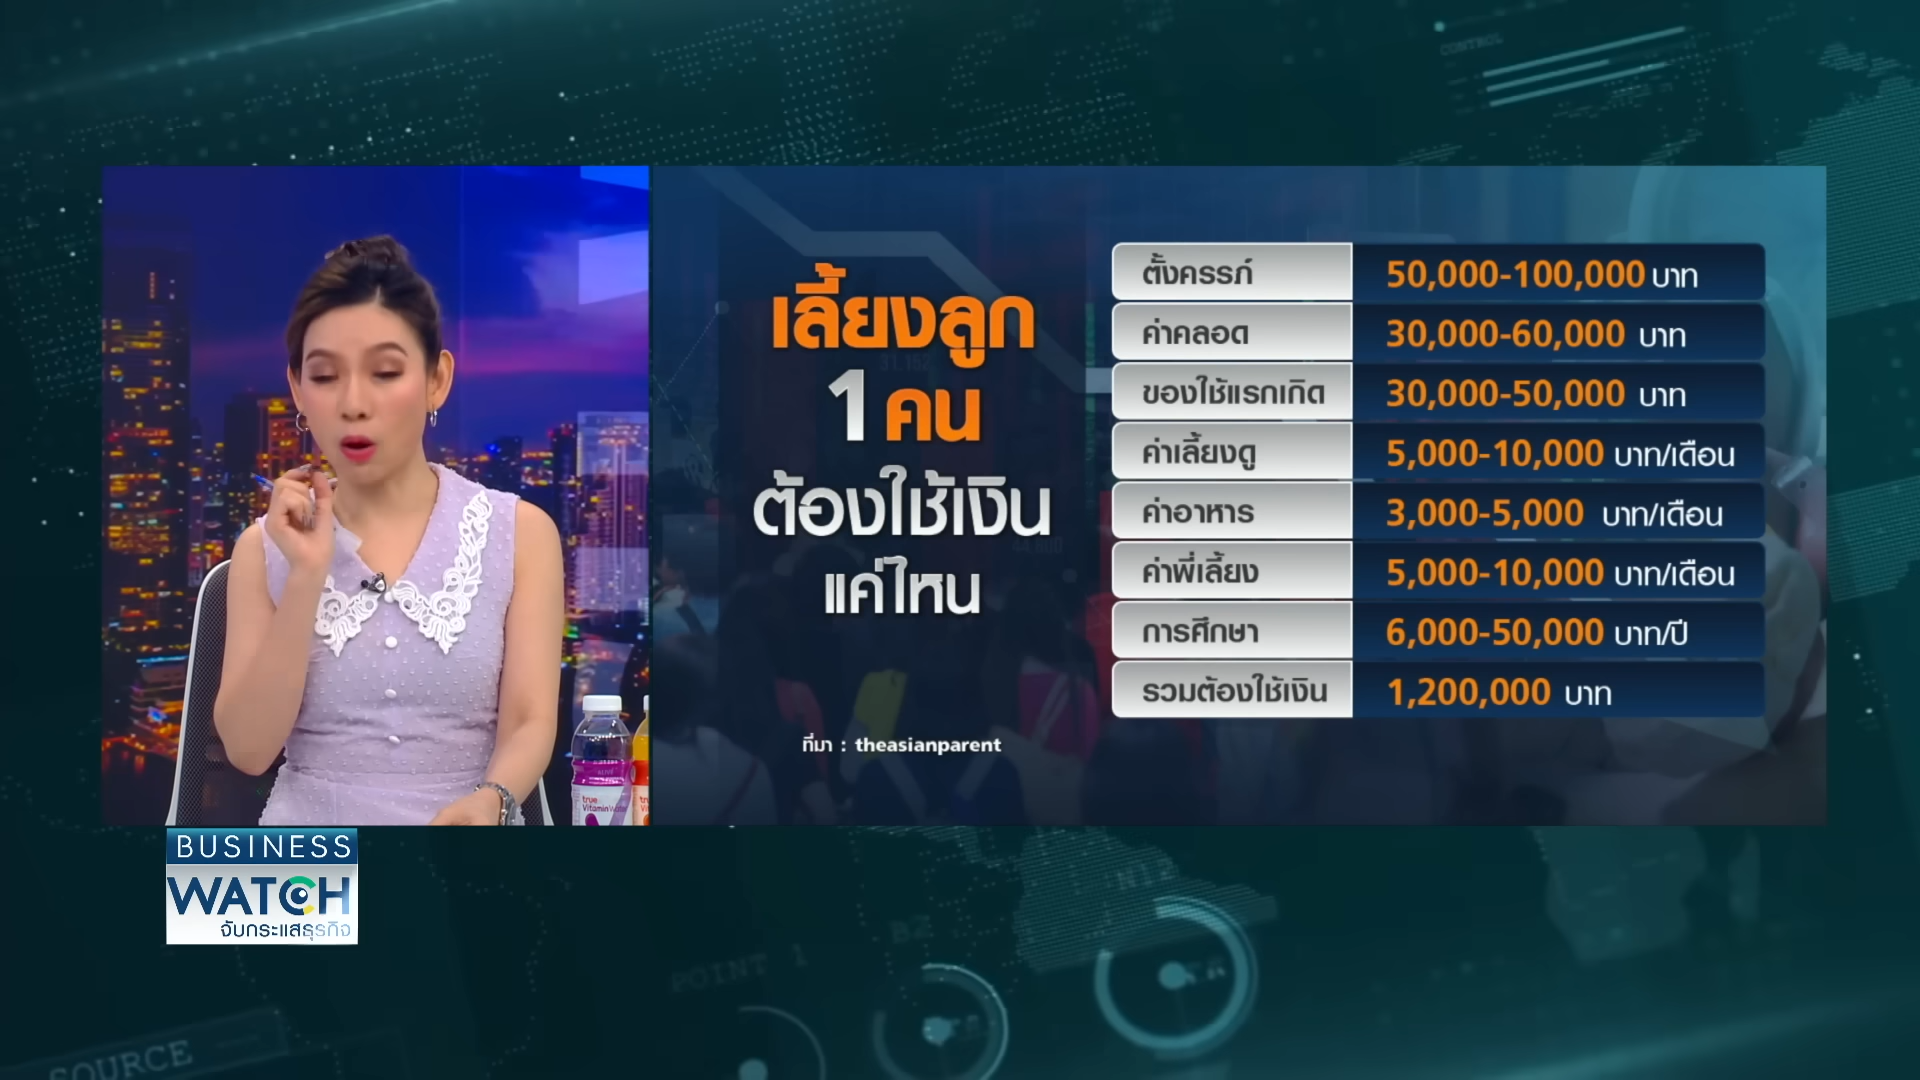 เลี้ยงลูก
1 คน
ต้องใช้เงิน
แค่ไหน
ที่มา : theasianparent
ตั้งครรภ์ 50,000-100,000 บาท
ค่าคลอด 30,000-60,000 บาท
ของใช้แรกเกิด 30,000-50,000 บาท
ค่าเลี้ยงดู 5,000-10,000 บาท/เดือน
ค่าอาหาร 3,000-5,000 บาท/เดือน
ค่าพี่เลี้ยง 5,000-10,000 บาท/เดือน
การศึกษา 6,000-50,000 บาท/ปี
รวมต้องใช้เงิน 1,200,000 บาท
true
VitaminWater
BUSINESS
WATCH
จับกระแสธุรกิจ
CONTROL
POINT 1
SOURCE